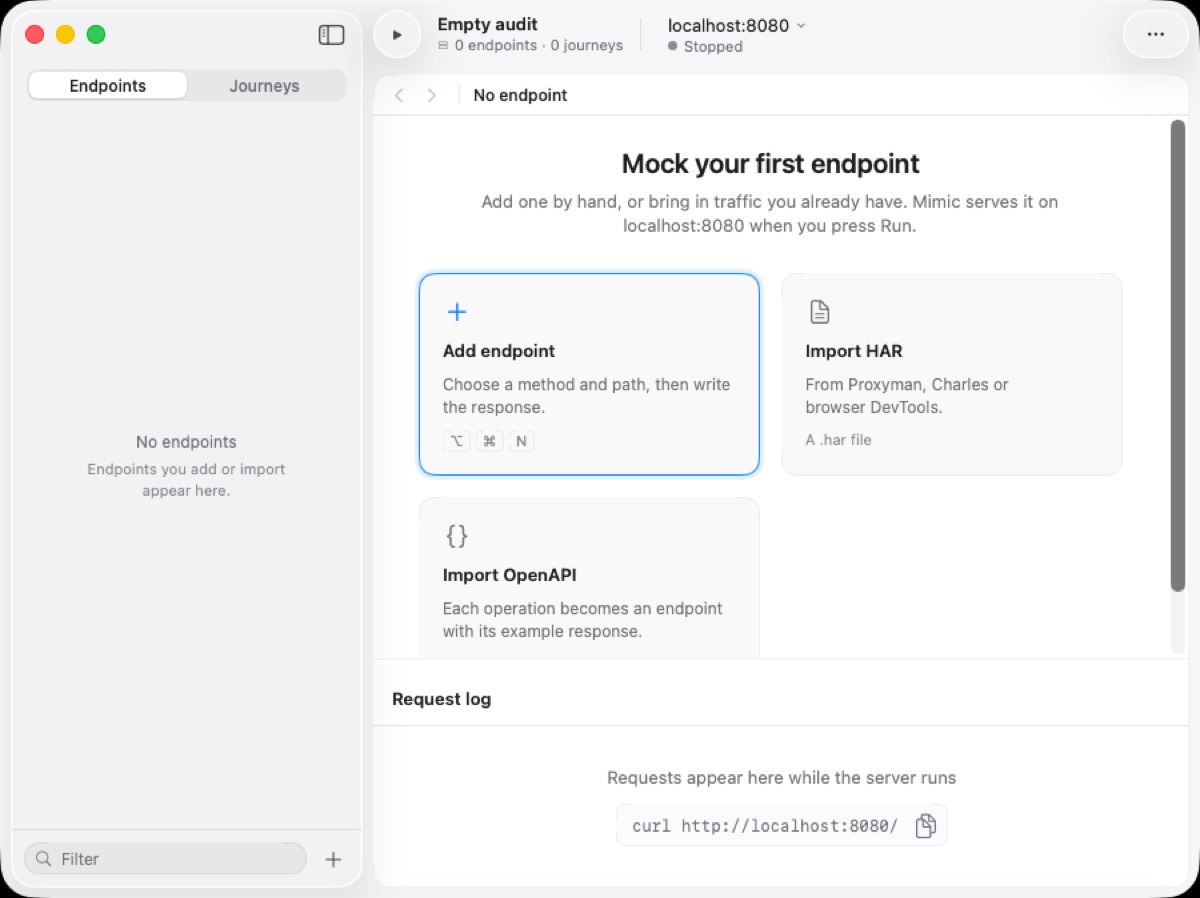 Endpoints
Journeys
No endpoints
Endpoints you add or import
appear here.
Filter
Empty audit
0 endpoints · 0 journeys
localhost:8080
Stopped
No endpoint
Mock your first endpoint
Add one by hand, or bring in traffic you already have. Mimic serves it on
localhost:8080 when you press Run.
Add endpoint
Choose a method and path, then write
the response.
⌥ ⌘ N
Import HAR
From Proxyman, Charles or
browser DevTools.
A .har file
{}
Import OpenAPI
Each operation becomes an endpoint
with its example response.
Request log
Requests appear here while the server runs
curl http://localhost:8080/